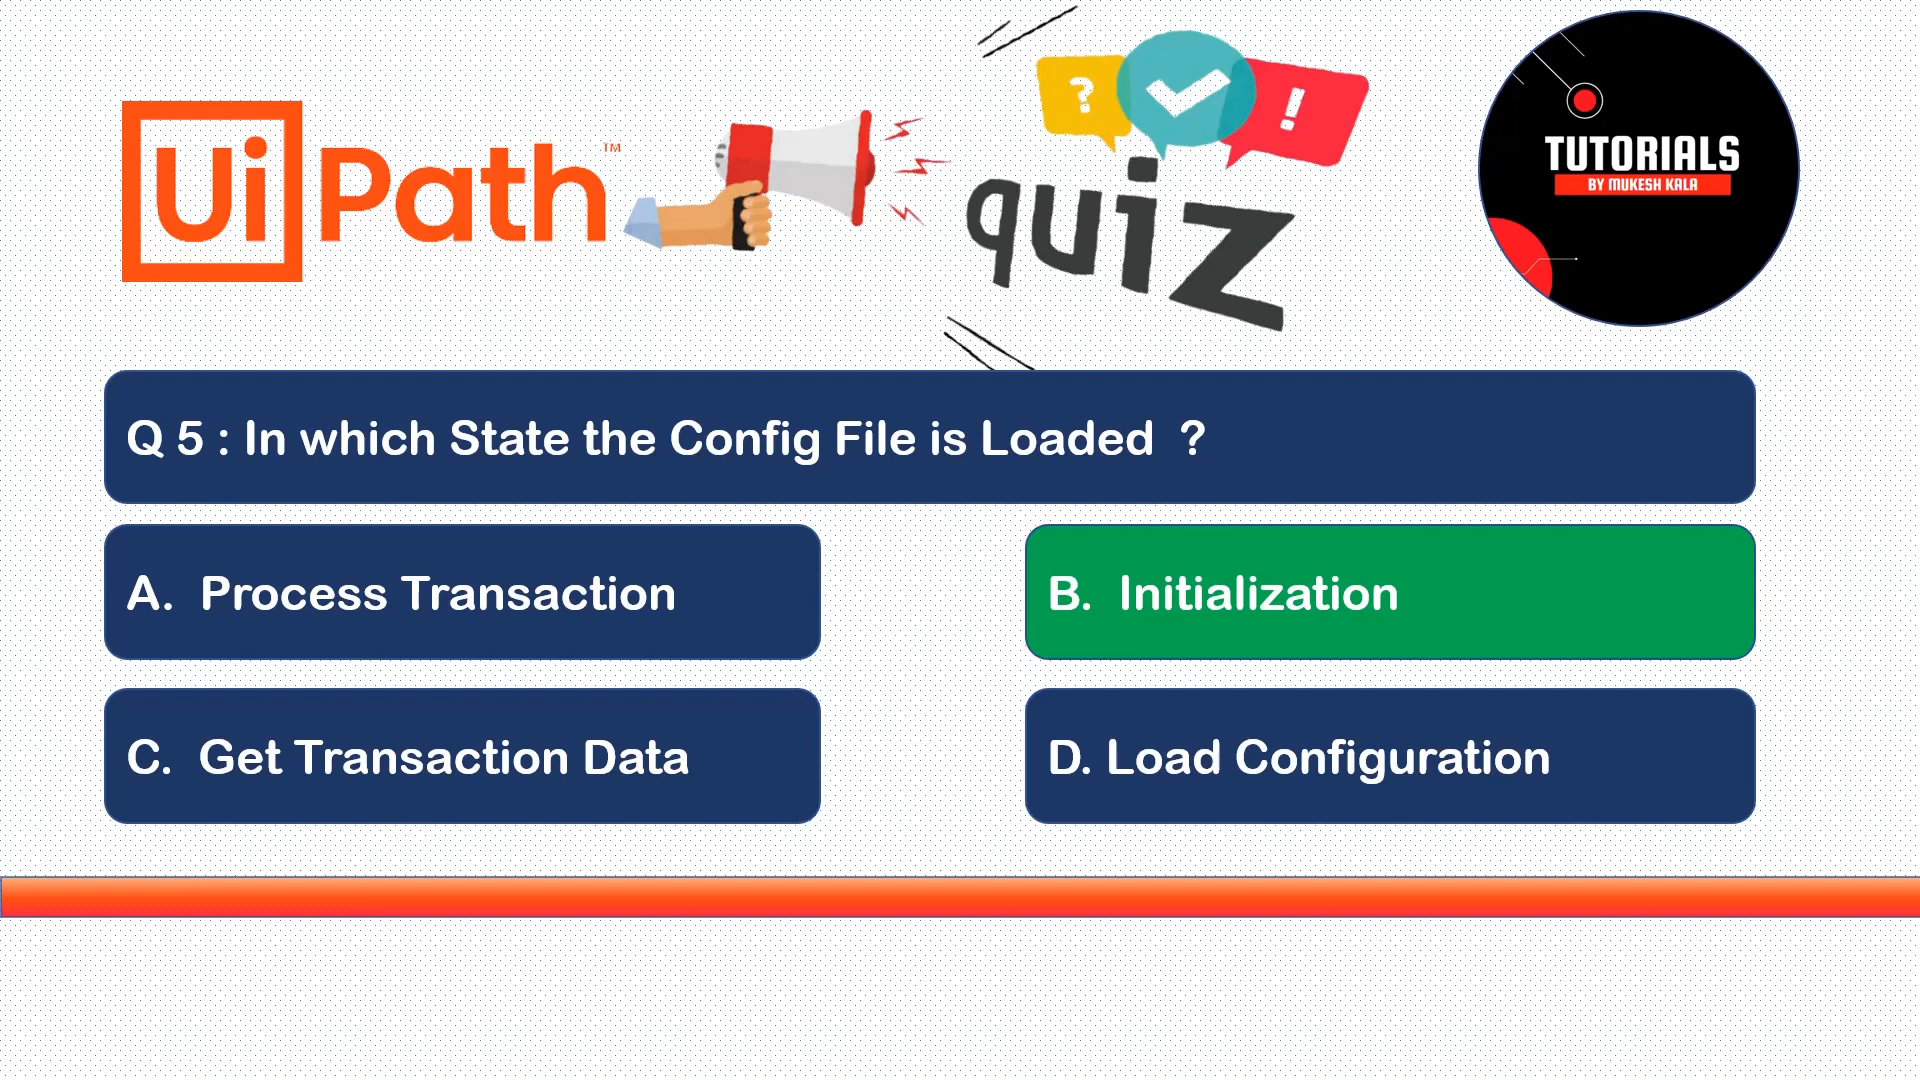 UiPath™
?
!
quiz
TUTORIALS
BY MUKESH KALA
Q 5 : In which State the Config File is Loaded ?
A. Process Transaction
B. Initialization
C. Get Transaction Data
D. Load Configuration